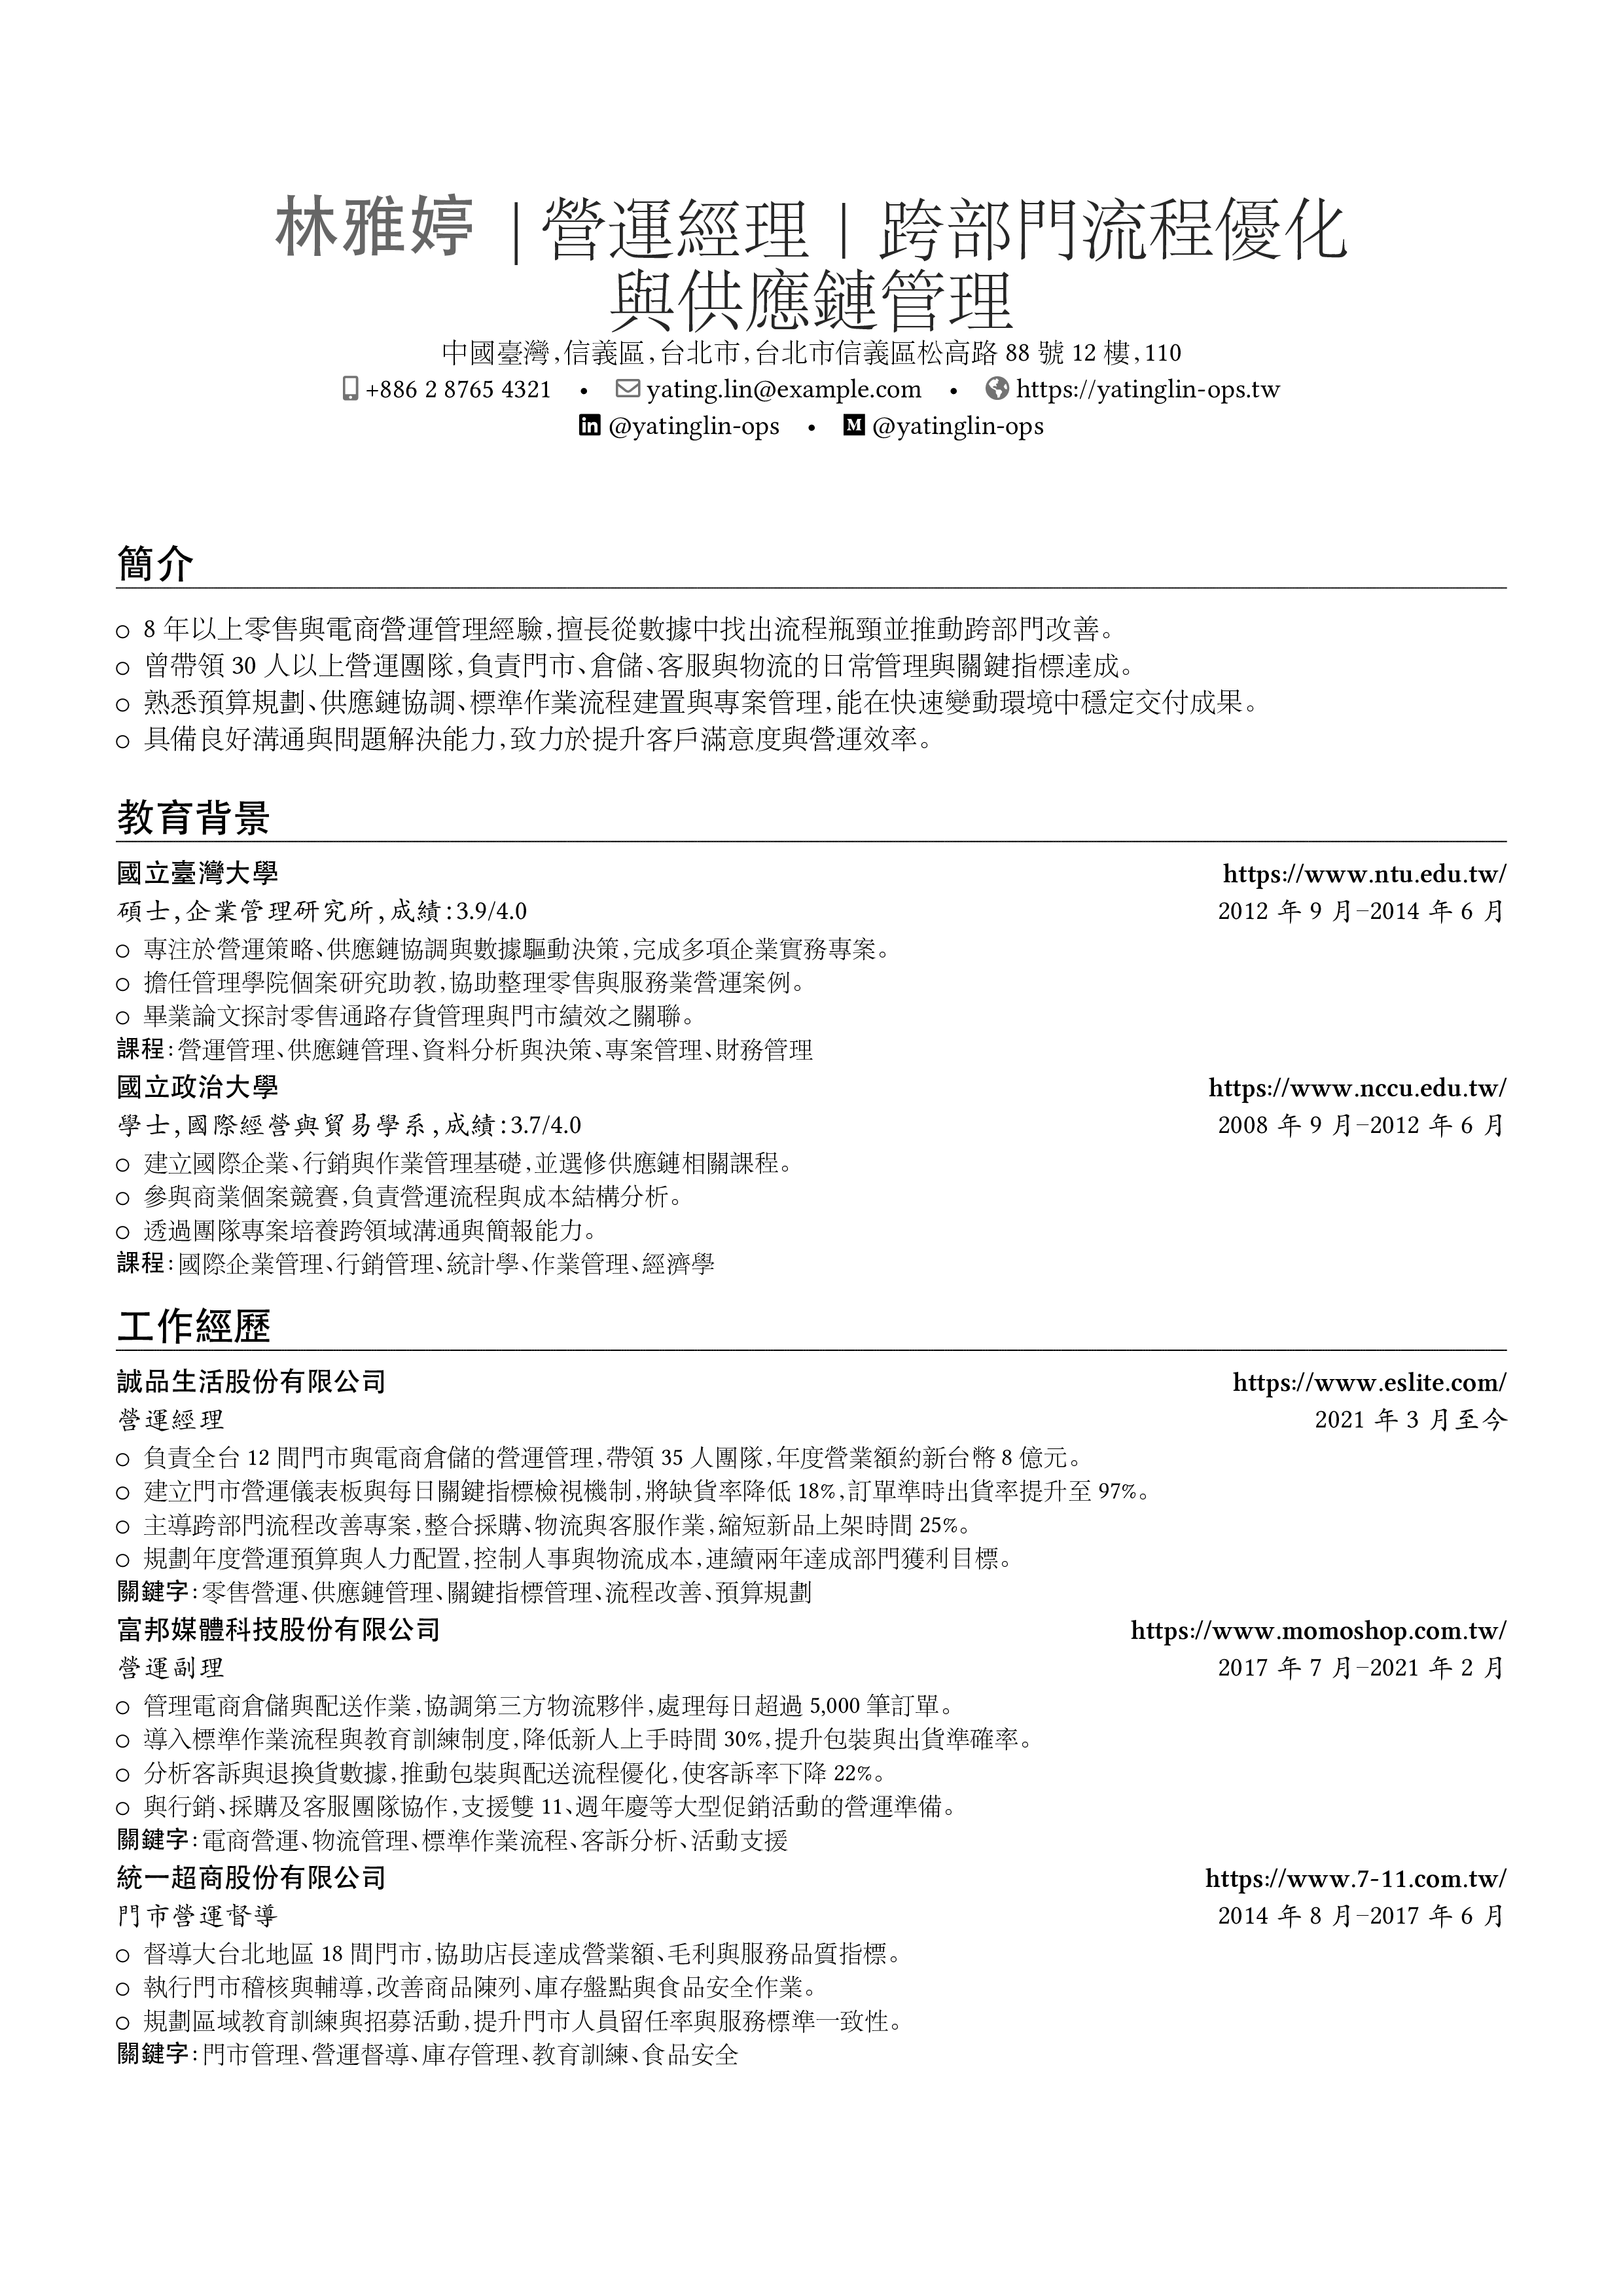 林雅婷 | 營運經理 | 跨部門流程優化
與供應鏈管理
中國臺灣,信義區,台北市,台北市信義區松高路 88 號 12 樓,110
+886 2 8765 4321 • yating.lin@example.com • https://yatinglin-ops.tw
@yatinglin-ops • @yatinglin-ops
簡介
8 年以上零售與電商營運管理經驗,擅長從數據中找出流程瓶頸並推動跨部門改善。
曾帶領 30 人以上營運團隊,負責門市、倉儲、客服與物流的日常管理與關鍵指標達成。
熟悉預算規劃、供應鏈協調、標準作業流程建置與專案管理,能在快速變動環境中穩定交付成果。
具備良好溝通與問題解決能力,致力於提升客戶滿意度與營運效率。
教育背景
國立臺灣大學 https://www.ntu.edu.tw/
碩士,企業管理研究所,成績:3.9/4.0 2012 年 9 月–2014 年 6 月
專注於營運策略、供應鏈協調與數據驅動決策,完成多項企業實務專案。
擔任管理學院個案研究助教,協助整理零售與服務業營運案例。
畢業論文探討零售通路存貨管理與門市績效之關聯。
課程:營運管理、供應鏈管理、資料分析與決策、專案管理、財務管理
國立政治大學 https://www.nccu.edu.tw/
學士,國際經營與貿易學系,成績:3.7/4.0 2008 年 9 月–2012 年 6 月
建立國際企業、行銷與作業管理基礎,並選修供應鏈相關課程。
參與商業個案競賽,負責營運流程與成本結構分析。
透過團隊專案培養跨領域溝通與簡報能力。
課程:國際企業管理、行銷管理、統計學、作業管理、經濟學
工作經歷
誠品生活股份有限公司 https://www.eslite.com/
營運經理 2021 年 3 月至今
負責全台 12 間門市與電商倉儲的營運管理,帶領 35 人團隊,年度營業額約新台幣 8 億元。
建立門市營運儀表板與每日關鍵指標檢視機制,將缺貨率降低 18%,訂單準時出貨率提升至 97%。
主導跨部門流程改善專案,整合採購、物流與客服作業,縮短新品上架時間 25%。
規劃年度營運預算與人力配置,控制人事與物流成本,連續兩年達成部門獲利目標。
關鍵字:零售營運、供應鏈管理、關鍵指標管理、流程改善、預算規劃
富邦媒體科技股份有限公司 https://www.momoshop.com.tw/
營運副理 2017 年 7 月–2021 年 2 月
管理電商倉儲與配送作業,協調第三方物流夥伴,處理每日超過 5,000 筆訂單。
導入標準作業流程與教育訓練制度,降低新人上手時間 30%,提升包裝與出貨準確率。
分析客訴與退換貨數據,推動包裝與配送流程優化,使客訴率下降 22%。
與行銷、採購及客服團隊協作,支援雙 11、週年慶等大型促銷活動的營運準備。
關鍵字:電商營運、物流管理、標準作業流程、客訴分析、活動支援
統一超商股份有限公司 https://www.7-11.com.tw/
門市營運督導 2014 年 8 月–2017 年 6 月
督導大台北地區 18 間門市,協助店長達成營業額、毛利與服務品質指標。
執行門市稽核與輔導,改善商品陳列、庫存盤點與食品安全作業。
規劃區域教育訓練與招募活動,提升門市人員留任率與服務標準一致性。
關鍵字:門市管理、營運督導、庫存管理、教育訓練、食品安全